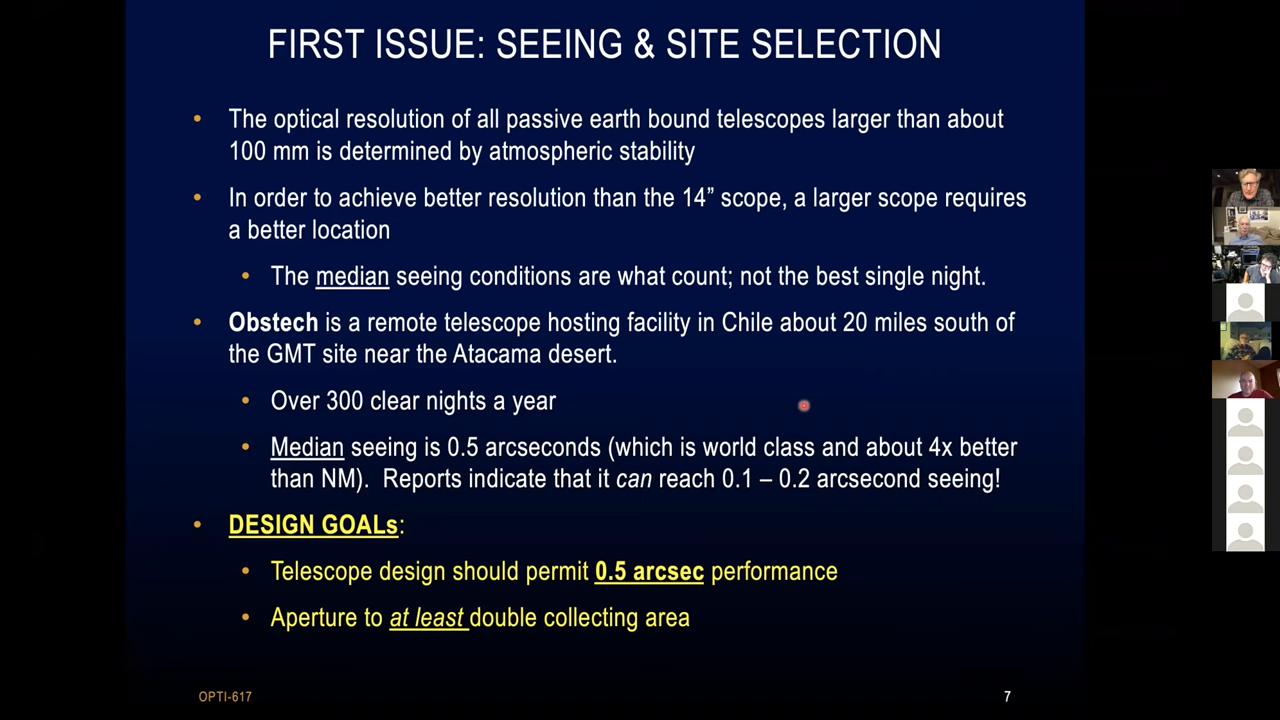 FIRST ISSUE: SEEING & SITE SELECTION
• The optical resolution of all passive earth bound telescopes larger than about
100 mm is determined by atmospheric stability
• In order to achieve better resolution than the 14” scope, a larger scope requires
a better location
• The median seeing conditions are what count; not the best single night.
• Obstech is a remote telescope hosting facility in Chile about 20 miles south of
the GMT site near the Atacama desert.
• Over 300 clear nights a year
• Median seeing is 0.5 arcseconds (which is world class and about 4x better
than NM). Reports indicate that it can reach 0.1 – 0.2 arcsecond seeing!
• DESIGN GOALs:
• Telescope design should permit 0.5 arcsec performance
• Aperture to at least double collecting area
OPTI-617
7